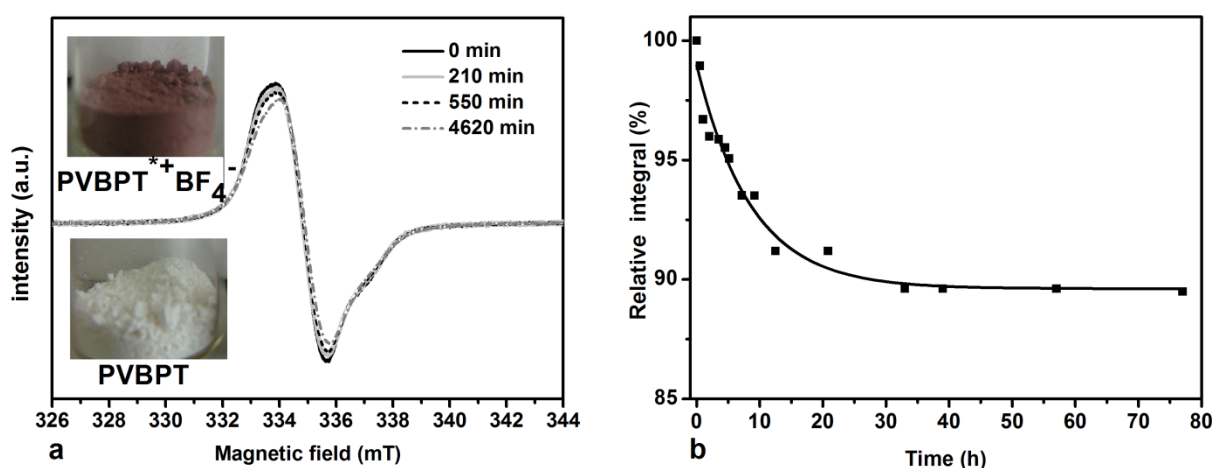 0 min
210 min
550 min
4620 min
PVBPT*+BF4-
PVBPT
intensity (a.u.)
326 328 330 332 334 336 338 340 342 344
Magnetic field (mT)
a
100
95
90
85
Relative integral (%)
0 10 20 30 40 50 60 70 80
Time (h)
b